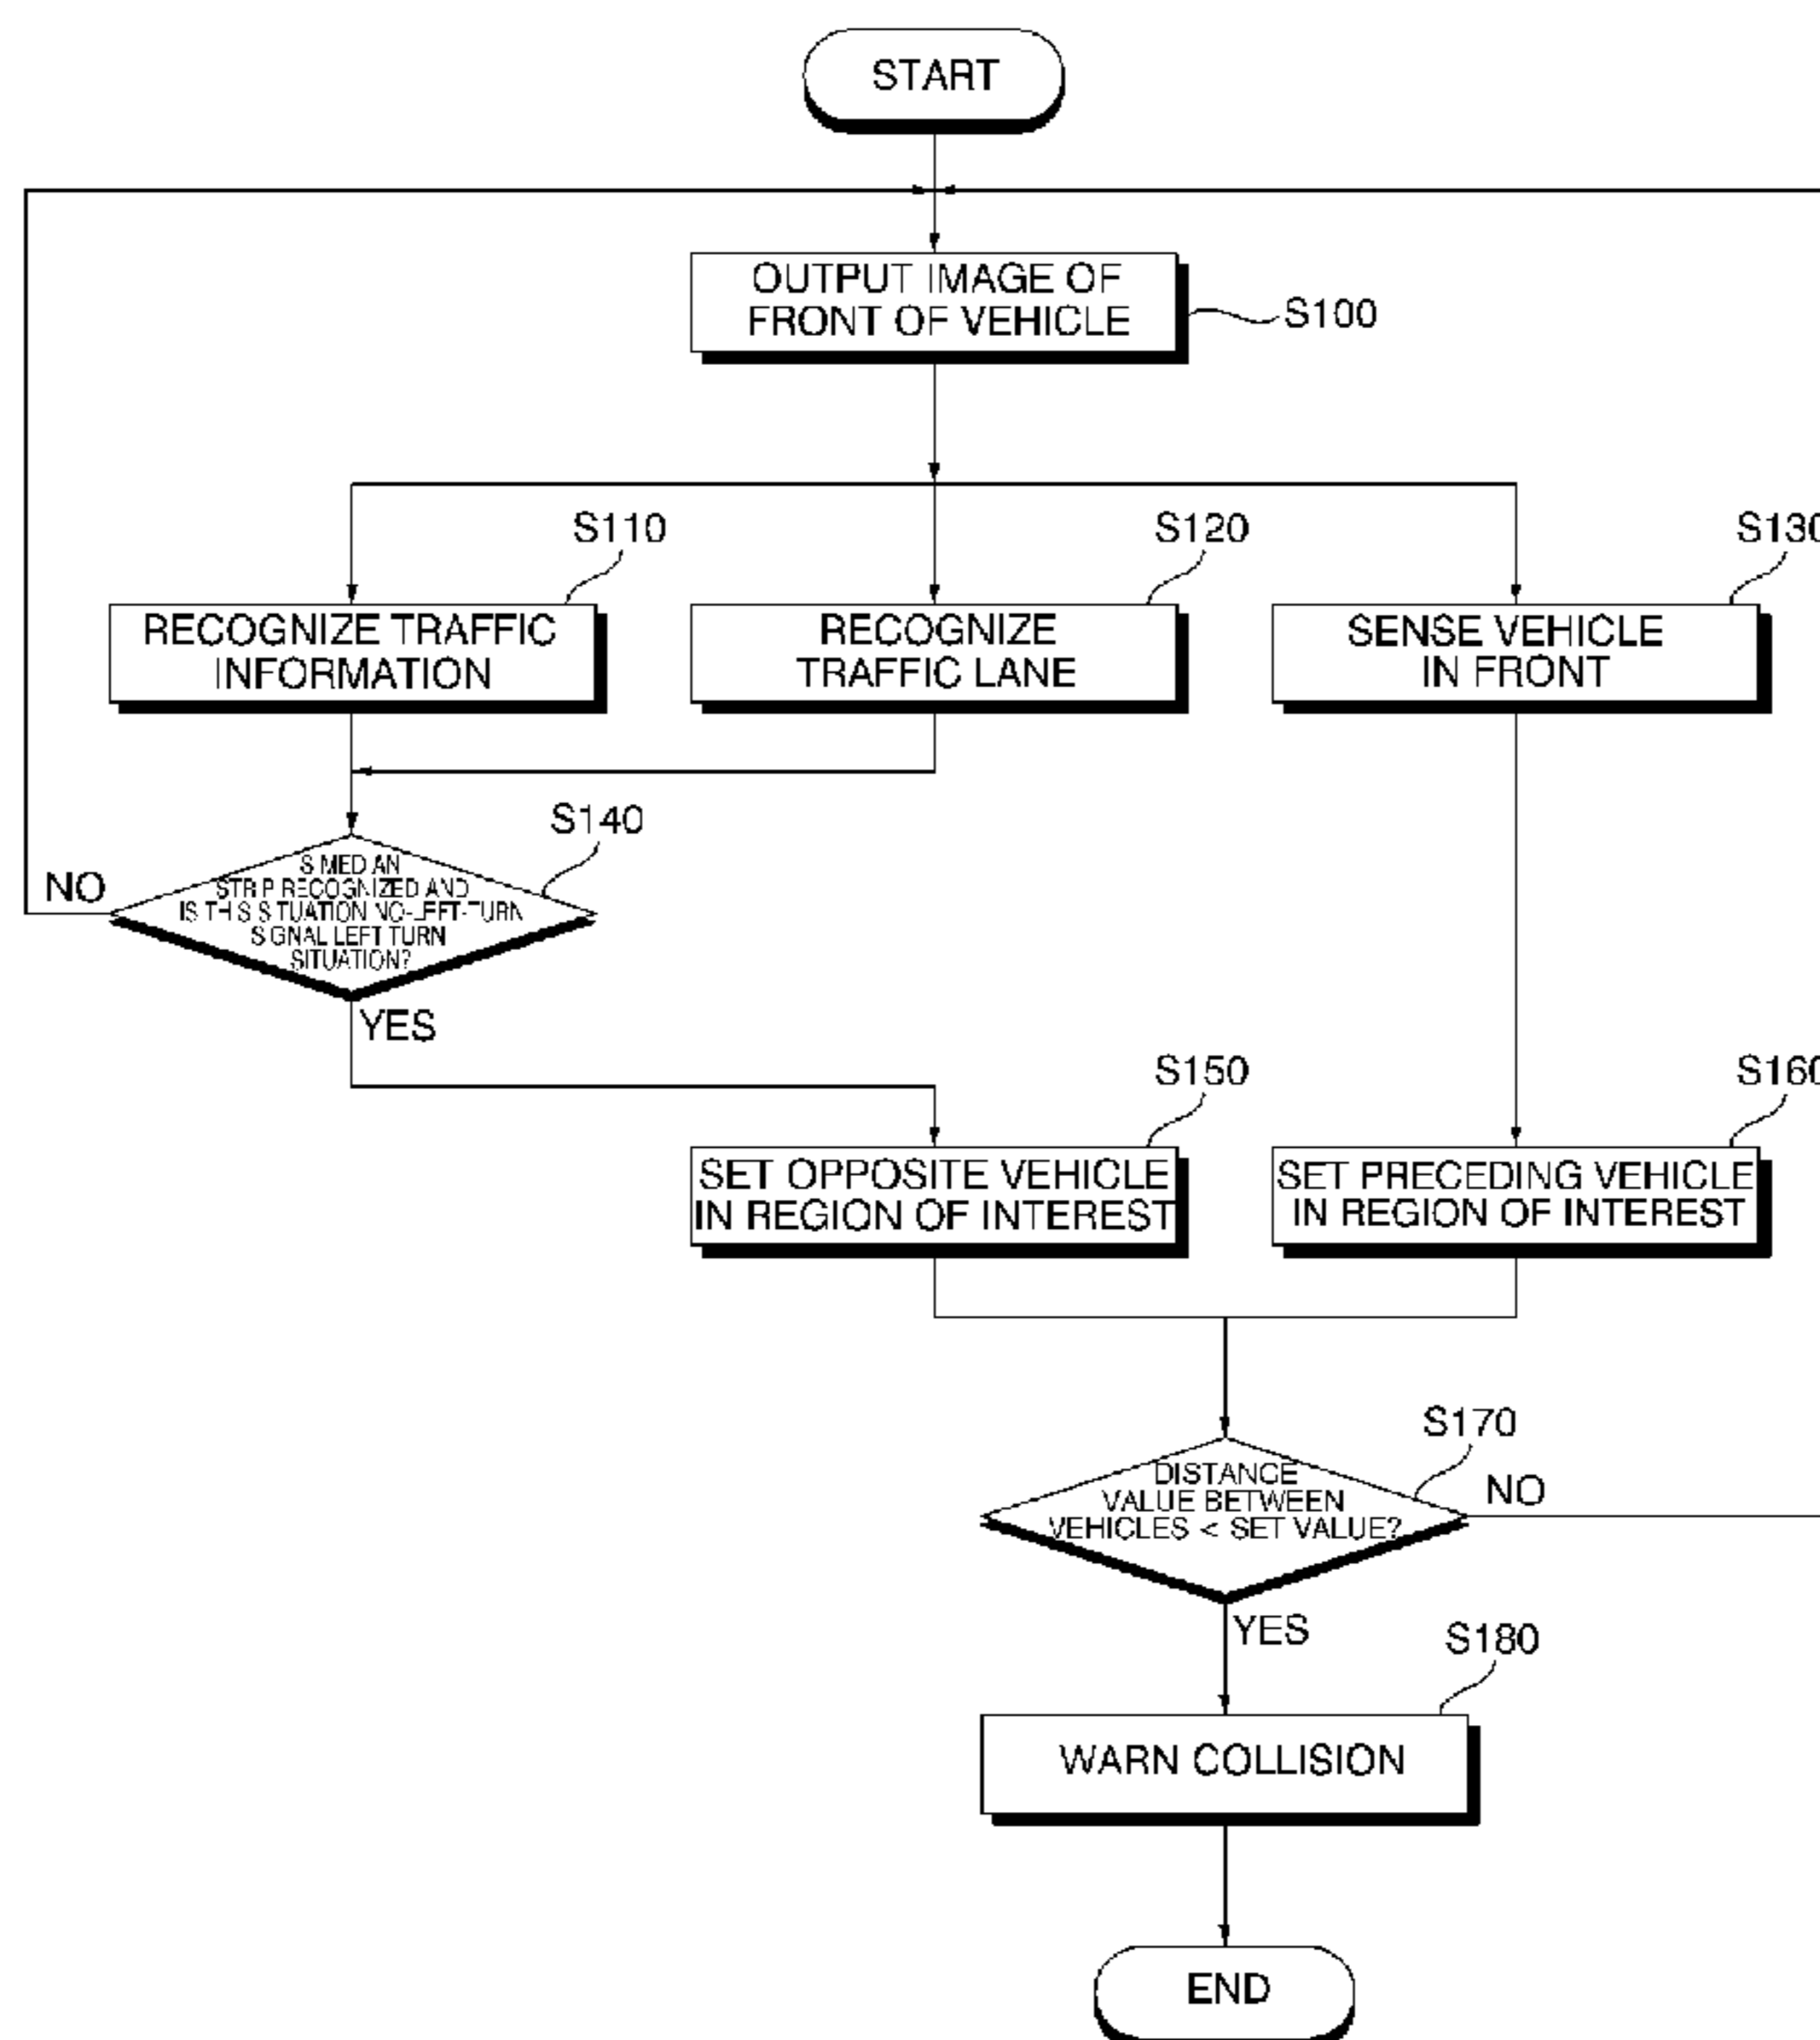 START
OUTPUT IMAGE OF
FRONT OF VEHICLE
S100
S110
S120
S130
RECOGNIZE TRAFFIC
INFORMATION
RECOGNIZE
TRAFFIC LANE
SENSE VEHICLE
IN FRONT
S140
NO
IS MEDIAN
STRIP RECOGNIZED AND
IS THIS SITUATION NO-LEFT-TURN
SIGNAL LEFT TURN
SITUATION?
YES
S150
S160
SET OPPOSITE VEHICLE
IN REGION OF INTEREST
SET PRECEDING VEHICLE
IN REGION OF INTEREST
S170
DISTANCE
VALUE BETWEEN
VEHICLES < SET VALUE?
NO
YES
S180
WARN COLLISION
END